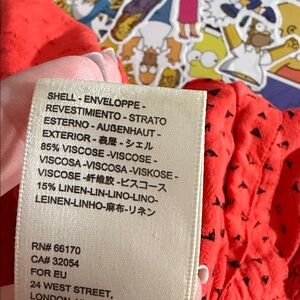 SHELL - ENVELOPPE -
REVESTIMIENTO - STRATO
ESTERNO - AUßENHAUT -
EXTERIOR - 表层 - シェル
85% VISCOSE -VISCOSE -
VISCOSA-VISCOSA-VISKOSE -
VISCOSE -纤维胶 -ビスコース
15% LINEN-LIN-LINO-LINO-
LEINEN-LINHO-麻布-リネン
RN# 66170
CA# 32054
FOR EU
24 WEST STREET,